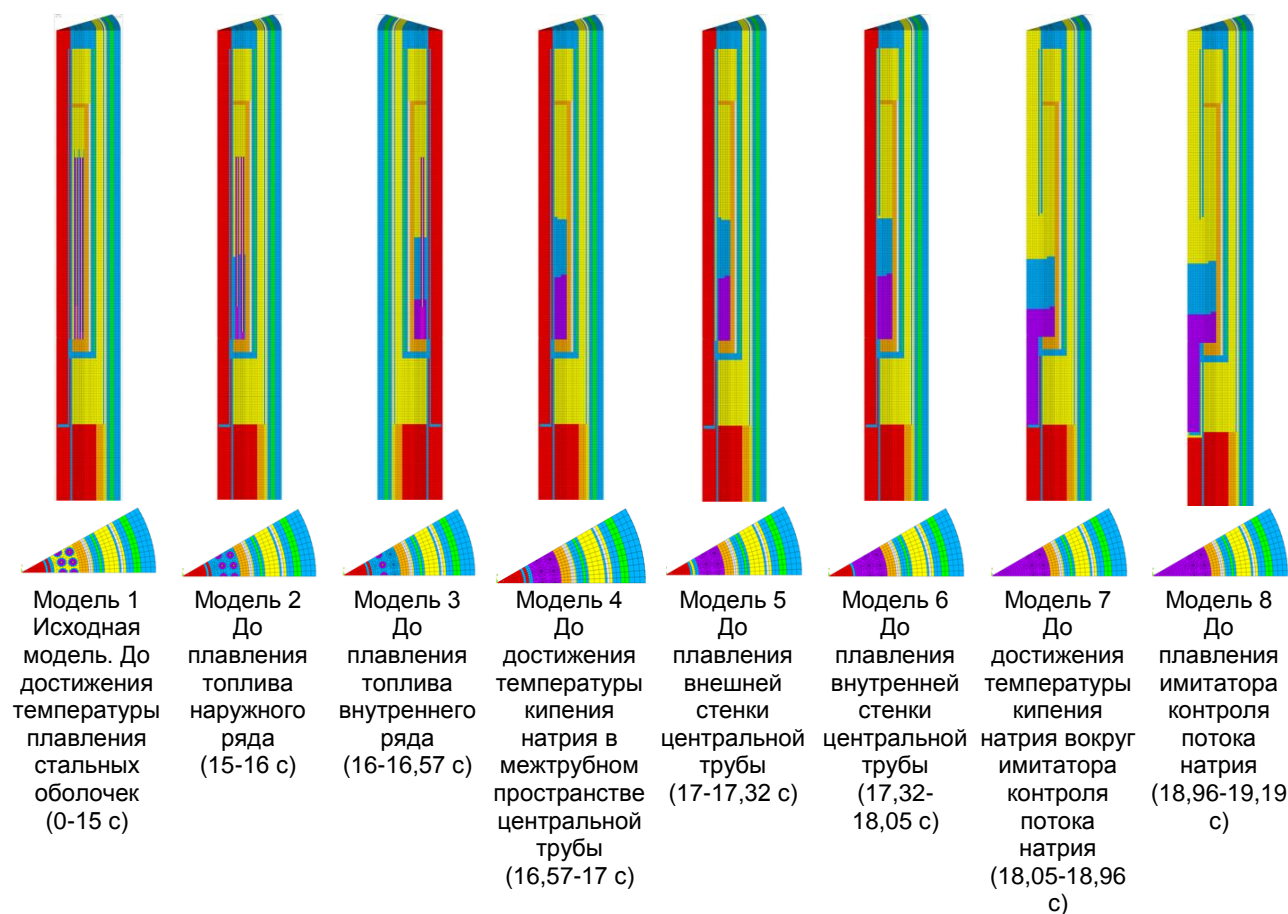 Модель 1
Исходная
модель. До
достижения
температуры
плавления
стальных
оболочек
(0-15 с)
Модель 2
До
плавления
топлива
наружного
ряда
(15-16 с)
Модель 3
До
плавления
топлива
внутреннего
ряда
(16-16,57 с)
Модель 4
До
достижения
температуры
кипения
натрия в
межтрубном
пространстве
центральной
трубы
(16,57-17 с)
Модель 5
До
плавления
внешней
стенки
центральной
трубы
(17-17,32 с)
Модель 6
До
плавления
внутренней
стенки
центральной
трубы
(17,32-
18,05 с)
Модель 7
До
достижения
температуры
кипения
натрия вокруг
имитатора
контроля
потока
натрия
(18,05-18,96
с)
Модель 8
До
плавления
имитатора
контроля
потока
натрия
(18,96-19,19
с)